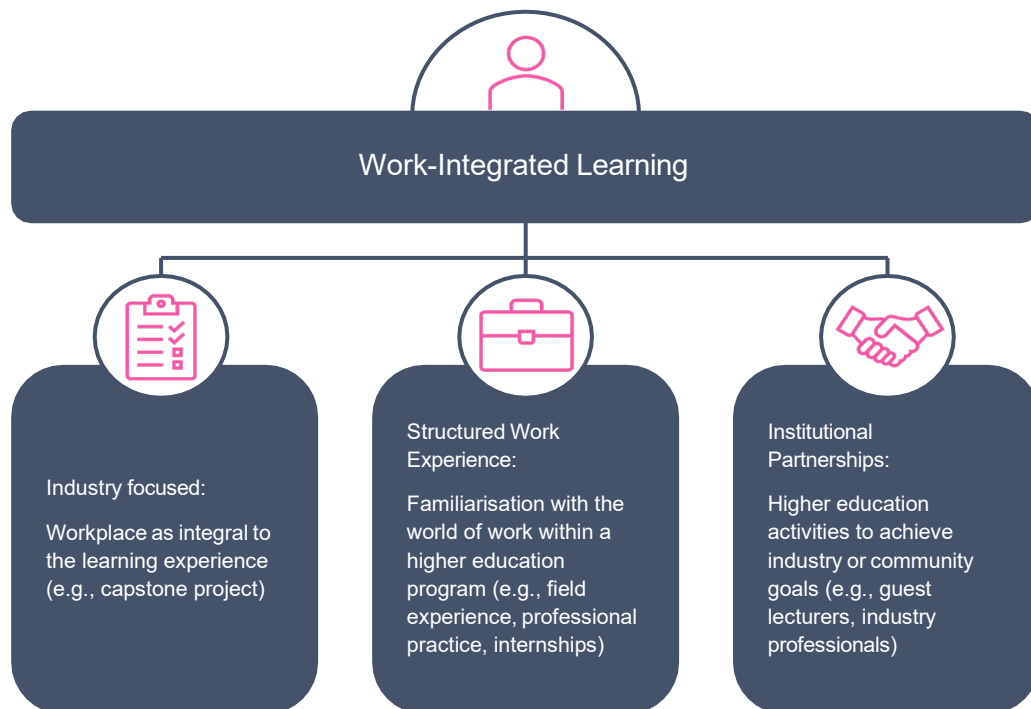 Work-Integrated Learning
Industry focused:
Workplace as integral to
the learning experience
(e.g., capstone project)
Structured Work
Experience:
Familiarisation with the
world of work within a
higher education
program (e.g., field
experience, professional
practice, internships)
Institutional
Partnerships:
Higher education
activities to achieve
industry or community
goals (e.g., guest
lecturers, industry
professionals)